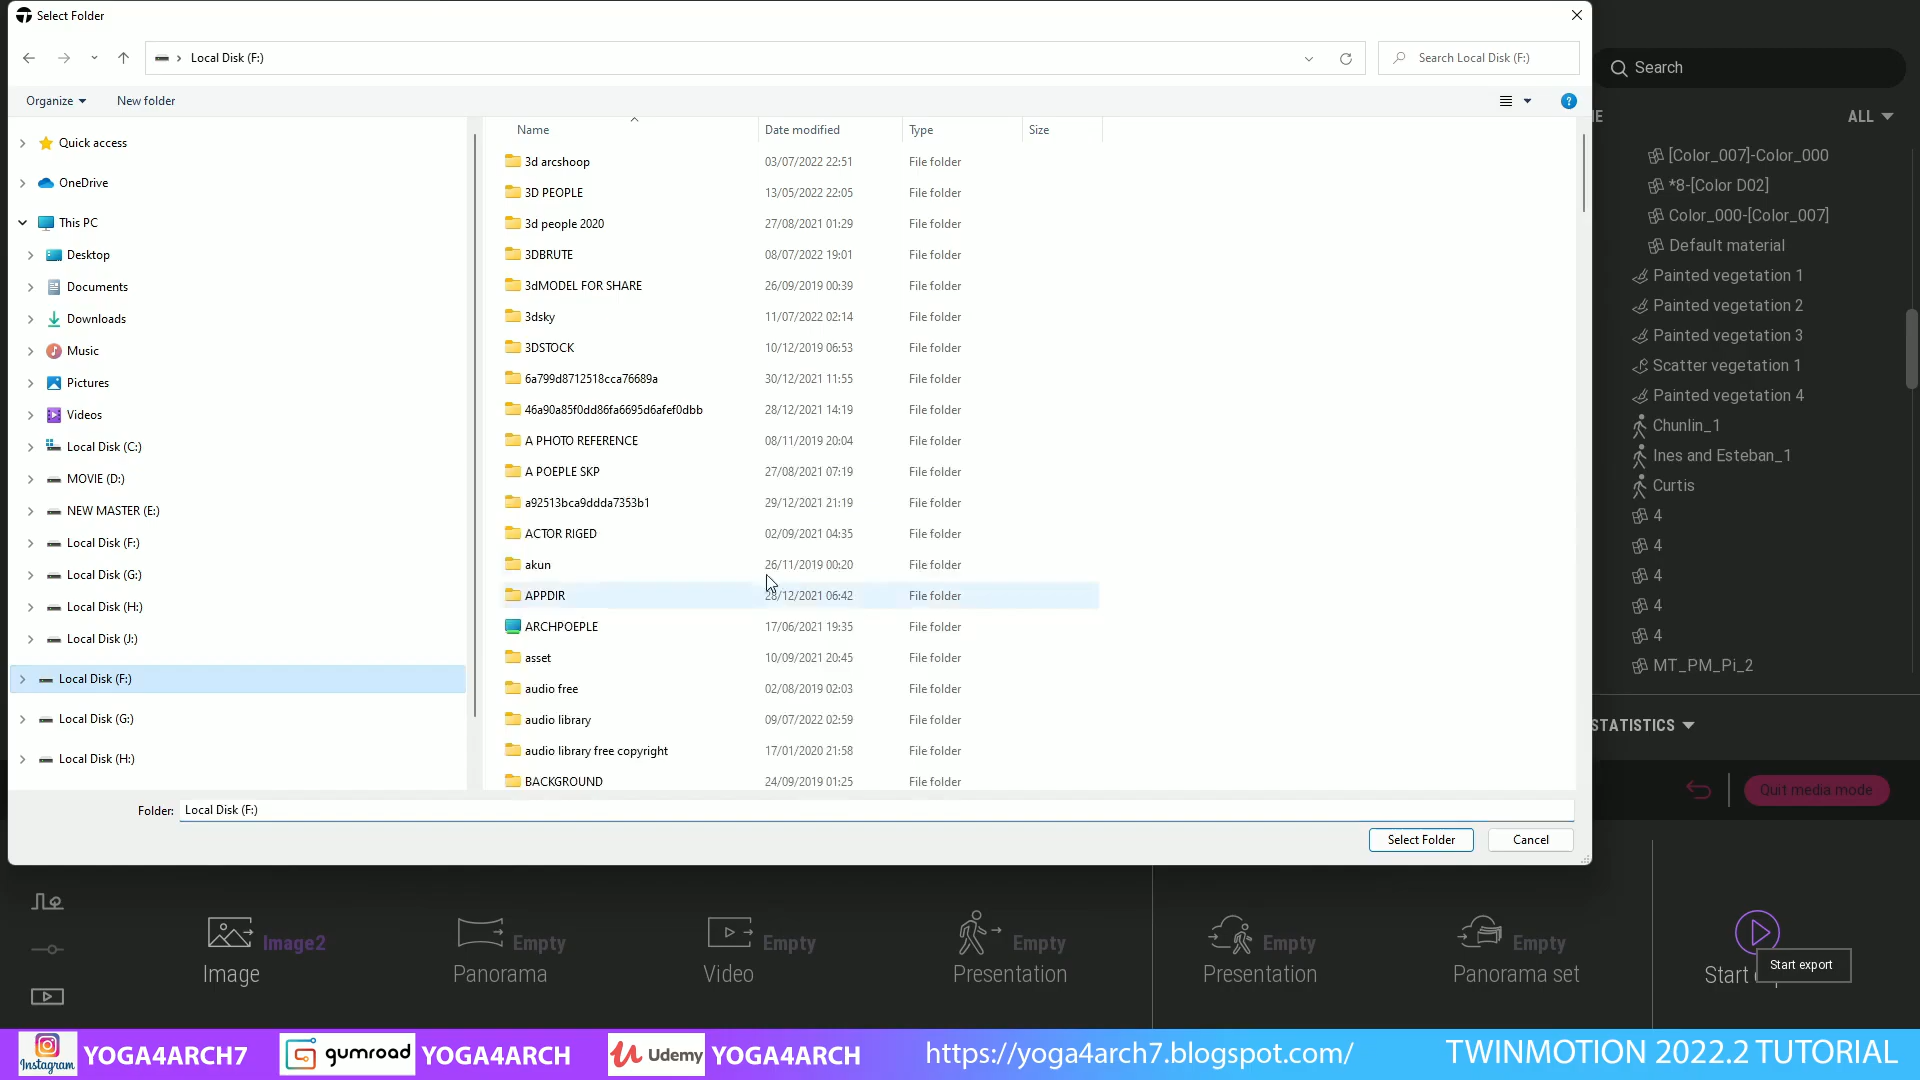 Select Folder
Local Disk (F:)
Search Local Disk (F:)
Search
Organize
New folder
ALL
Name
Date modified
Type
Size
Quick access
OneDrive
This PC
Desktop
Documents
Downloads
Music
Pictures
Videos
Local Disk (C:)
MOVIE (D:)
NEW MASTER (E:)
Local Disk (F:)
Local Disk (G:)
Local Disk (H:)
Local Disk (J:)
Local Disk (F:)
Local Disk (G:)
Local Disk (H:)
3d arcshoop 03/07/2022 22:51 File folder
3D PEOPLE 13/05/2022 22:05 File folder
3d people 2020 27/08/2021 01:29 File folder
3DBRUTE 08/07/2022 19:01 File folder
3dMODEL FOR SHARE 26/09/2019 00:39 File folder
3dsky 11/07/2022 02:14 File folder
3DSTOCK 10/12/2019 06:53 File folder
6a799d8712518cca76689a 30/12/2021 11:55 File folder
46a90a85f0dd86fa6695d6afef0dbb 28/12/2021 14:19 File folder
A PHOTO REFERENCE 08/11/2019 20:04 File folder
A POEPLE SKP 27/08/2021 07:19 File folder
a92513bca9ddda7353b1 29/12/2021 21:19 File folder
ACTOR RIGED 02/09/2021 04:35 File folder
akun 26/11/2019 00:20 File folder
APPDIR 28/12/2021 06:42 File folder
ARCHPOEPLE 17/06/2021 19:35 File folder
asset 10/09/2021 20:45 File folder
audio free 02/08/2019 02:03 File folder
audio library 09/07/2022 02:59 File folder
audio library free copyright 17/01/2020 21:58 File folder
BACKGROUND 24/09/2019 01:25 File folder
[Color_007]-Color_000
*8-[Color D02]
Color_000-[Color_007]
Default material
Painted vegetation 1
Painted vegetation 2
Painted vegetation 3
Scatter vegetation 1
Painted vegetation 4
Chunlin_1
Ines and Esteban_1
Curtis
4
4
4
4
4
MT_PM_Pi_2
STATISTICS
Quit media mode
Folder: Local Disk (F:)
Select Folder
Cancel
Image2
Image
Empty
Panorama
Empty
Video
Empty
Presentation
Empty
Presentation
Empty
Panorama set
Start
Start export
Instagram YOGA4ARCH7
gumroad YOGA4ARCH
Udemy YOGA4ARCH
https://yoga4arch7.blogspot.com/
TWINMOTION 2022.2 TUTORIAL